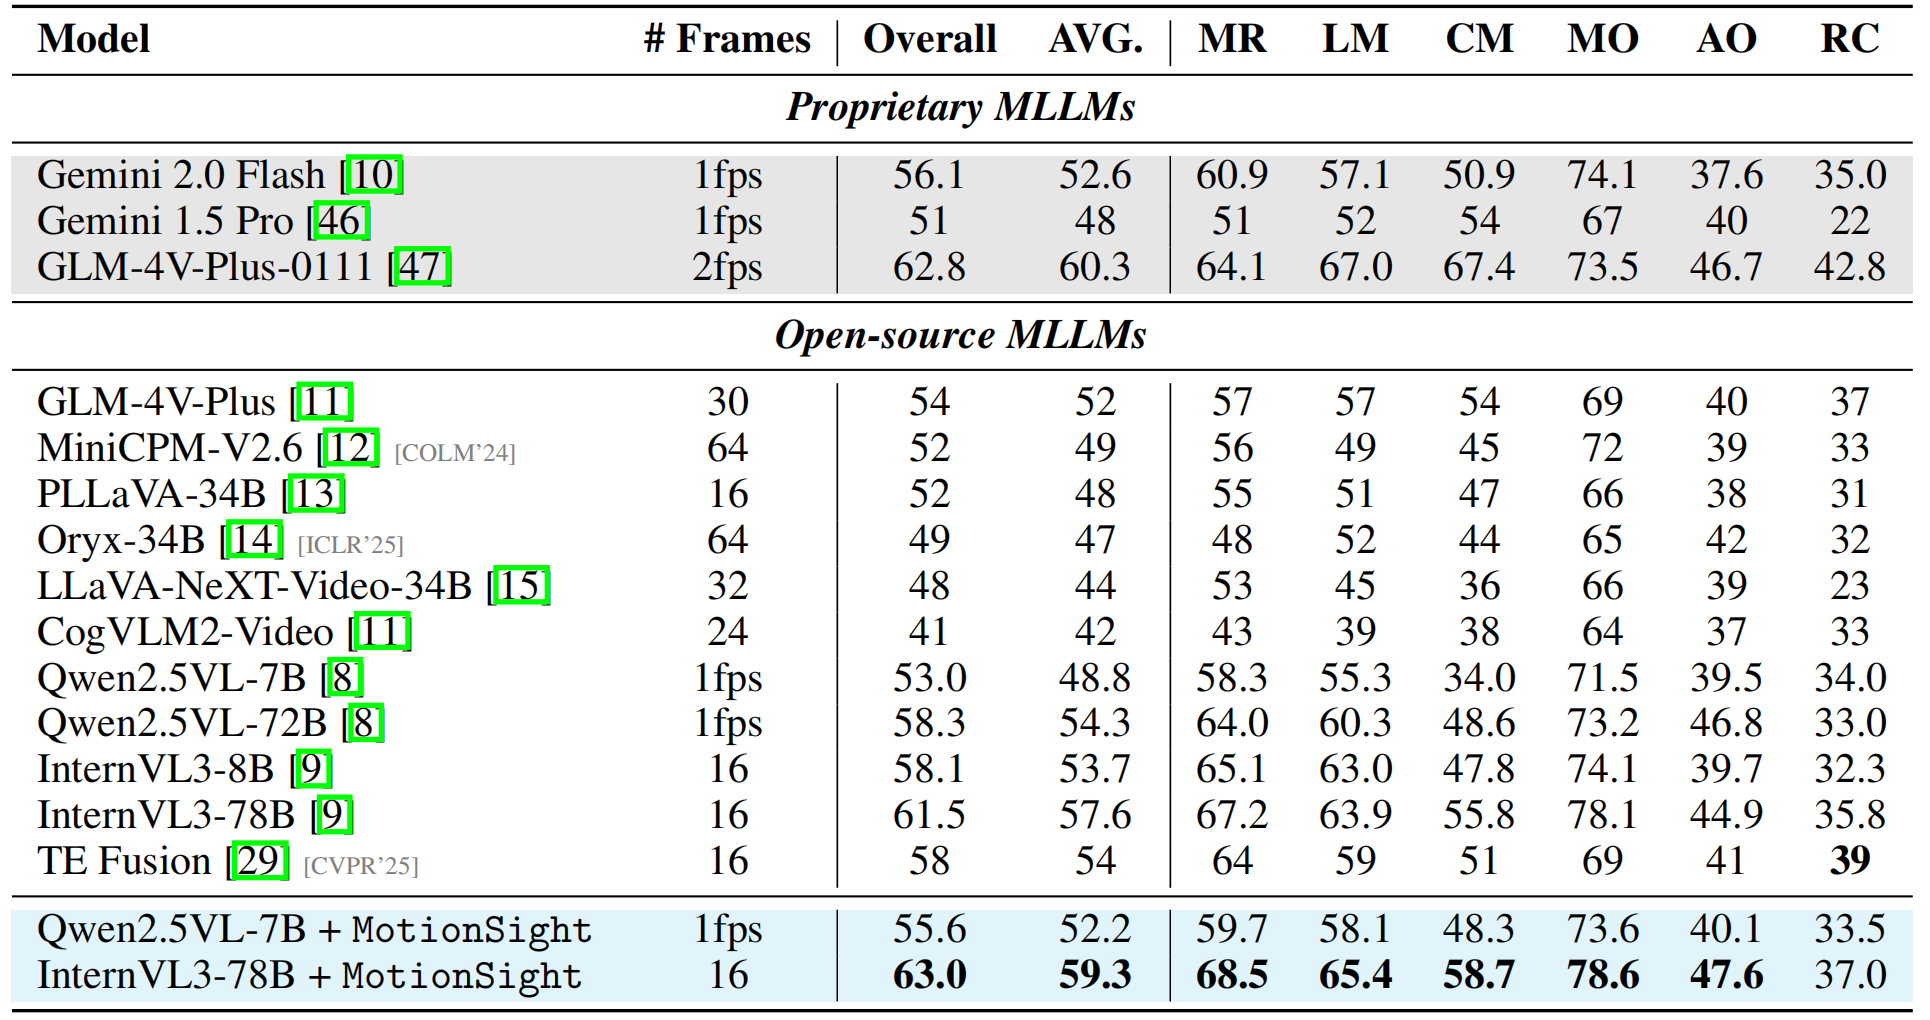 Model # Frames Overall AVG. MR LM CM MO AO RC
Proprietary MLLMs
Gemini 2.0 Flash [10] 1fps 56.1 52.6 60.9 57.1 50.9 74.1 37.6 35.0
Gemini 1.5 Pro [46] 1fps 51 48 51 52 54 67 40 22
GLM-4V-Plus-0111 [47] 2fps 62.8 60.3 64.1 67.0 67.4 73.5 46.7 42.8
Open-source MLLMs
GLM-4V-Plus [11] 30 54 52 57 57 54 69 40 37
MiniCPM-V2.6 [12] [COLM’24] 64 52 49 56 49 45 72 39 33
PLLaVA-34B [13] 16 52 48 55 51 47 66 38 31
Oryx-34B [14] [ICLR’25] 64 49 47 48 52 44 65 42 32
LLaVA-NeXT-Video-34B [15] 32 48 44 53 45 36 66 39 23
CogVLM2-Video [11] 24 41 42 43 39 38 64 37 33
Qwen2.5VL-7B [8] 1fps 53.0 48.8 58.3 55.3 34.0 71.5 39.5 34.0
Qwen2.5VL-72B [8] 1fps 58.3 54.3 64.0 60.3 48.6 73.2 46.8 33.0
InternVL3-8B [9] 16 58.1 53.7 65.1 63.0 47.8 74.1 39.7 32.3
InternVL3-78B [9] 16 61.5 57.6 67.2 63.9 55.8 78.1 44.9 35.8
TE Fusion [29] [CVPR’25] 16 58 54 64 59 51 69 41 39
Qwen2.5VL-7B + MotionSight 1fps 55.6 52.2 59.7 58.1 48.3 73.6 40.1 33.5
InternVL3-78B + MotionSight 16 63.0 59.3 68.5 65.4 58.7 78.6 47.6 37.0